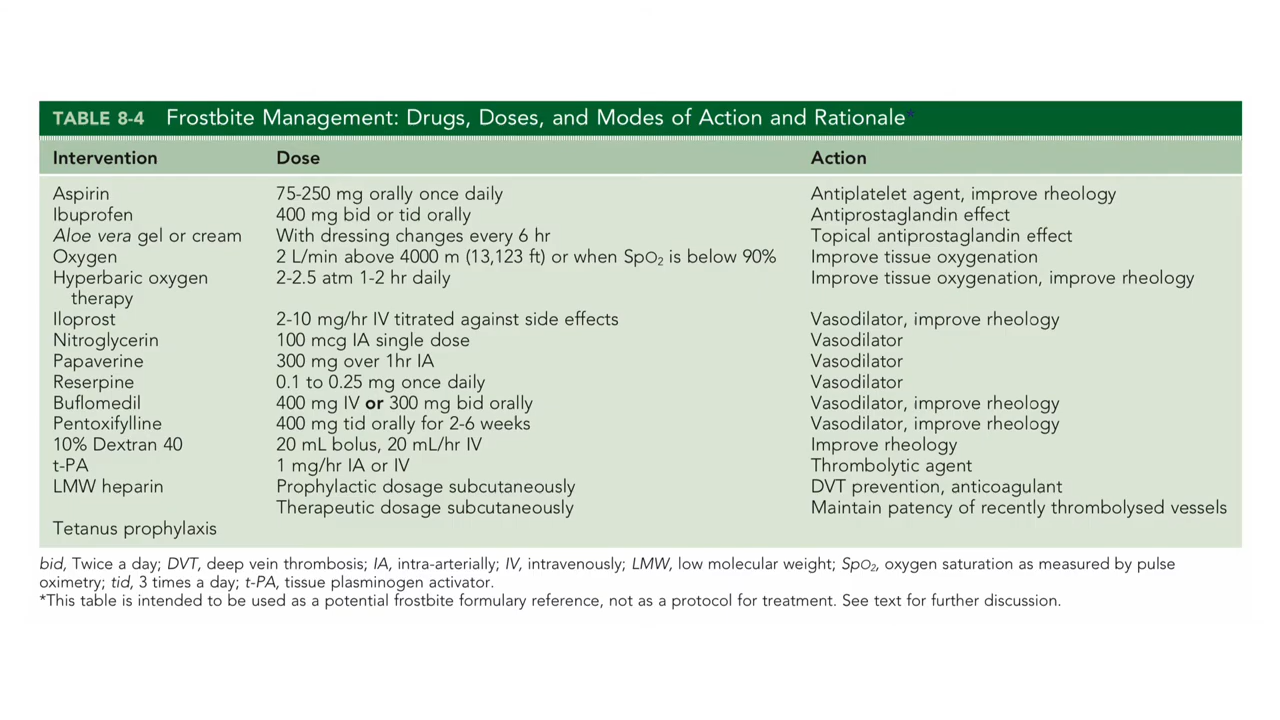 TABLE 8-4 Frostbite Management: Drugs, Doses, and Modes of Action and Rationale*
Intervention Dose Action
Aspirin 75-250 mg orally once daily Antiplatelet agent, improve rheology
Ibuprofen 400 mg bid or tid orally Antiprostaglandin effect
Aloe vera gel or cream With dressing changes every 6 hr Topical antiprostaglandin effect
Oxygen 2 L/min above 4000 m (13,123 ft) or when SpO₂ is below 90% Improve tissue oxygenation
Hyperbaric oxygen 2-2.5 atm 1-2 hr daily Improve tissue oxygenation, improve rheology
therapy
Iloprost 2-10 mg/hr IV titrated against side effects Vasodilator, improve rheology
Nitroglycerin 100 mcg IA single dose Vasodilator
Papaverine 300 mg over 1hr IA Vasodilator
Reserpine 0.1 to 0.25 mg once daily Vasodilator
Buflomedil 400 mg IV or 300 mg bid orally Vasodilator, improve rheology
Pentoxifylline 400 mg tid orally for 2-6 weeks Vasodilator, improve rheology
10% Dextran 40 20 mL bolus, 20 mL/hr IV Improve rheology
t-PA 1 mg/hr IA or IV Thrombolytic agent
LMW heparin Prophylactic dosage subcutaneously DVT prevention, anticoagulant
Therapeutic dosage subcutaneously Maintain patency of recently thrombolysed vessels
Tetanus prophylaxis
bid, Twice a day; DVT, deep vein thrombosis; IA, intra-arterially; IV, intravenously; LMW, low molecular weight; SpO₂, oxygen saturation as measured by pulse
oximetry; tid, 3 times a day; t-PA, tissue plasminogen activator.
*This table is intended to be used as a potential frostbite formulary reference, not as a protocol for treatment. See text for further discussion.